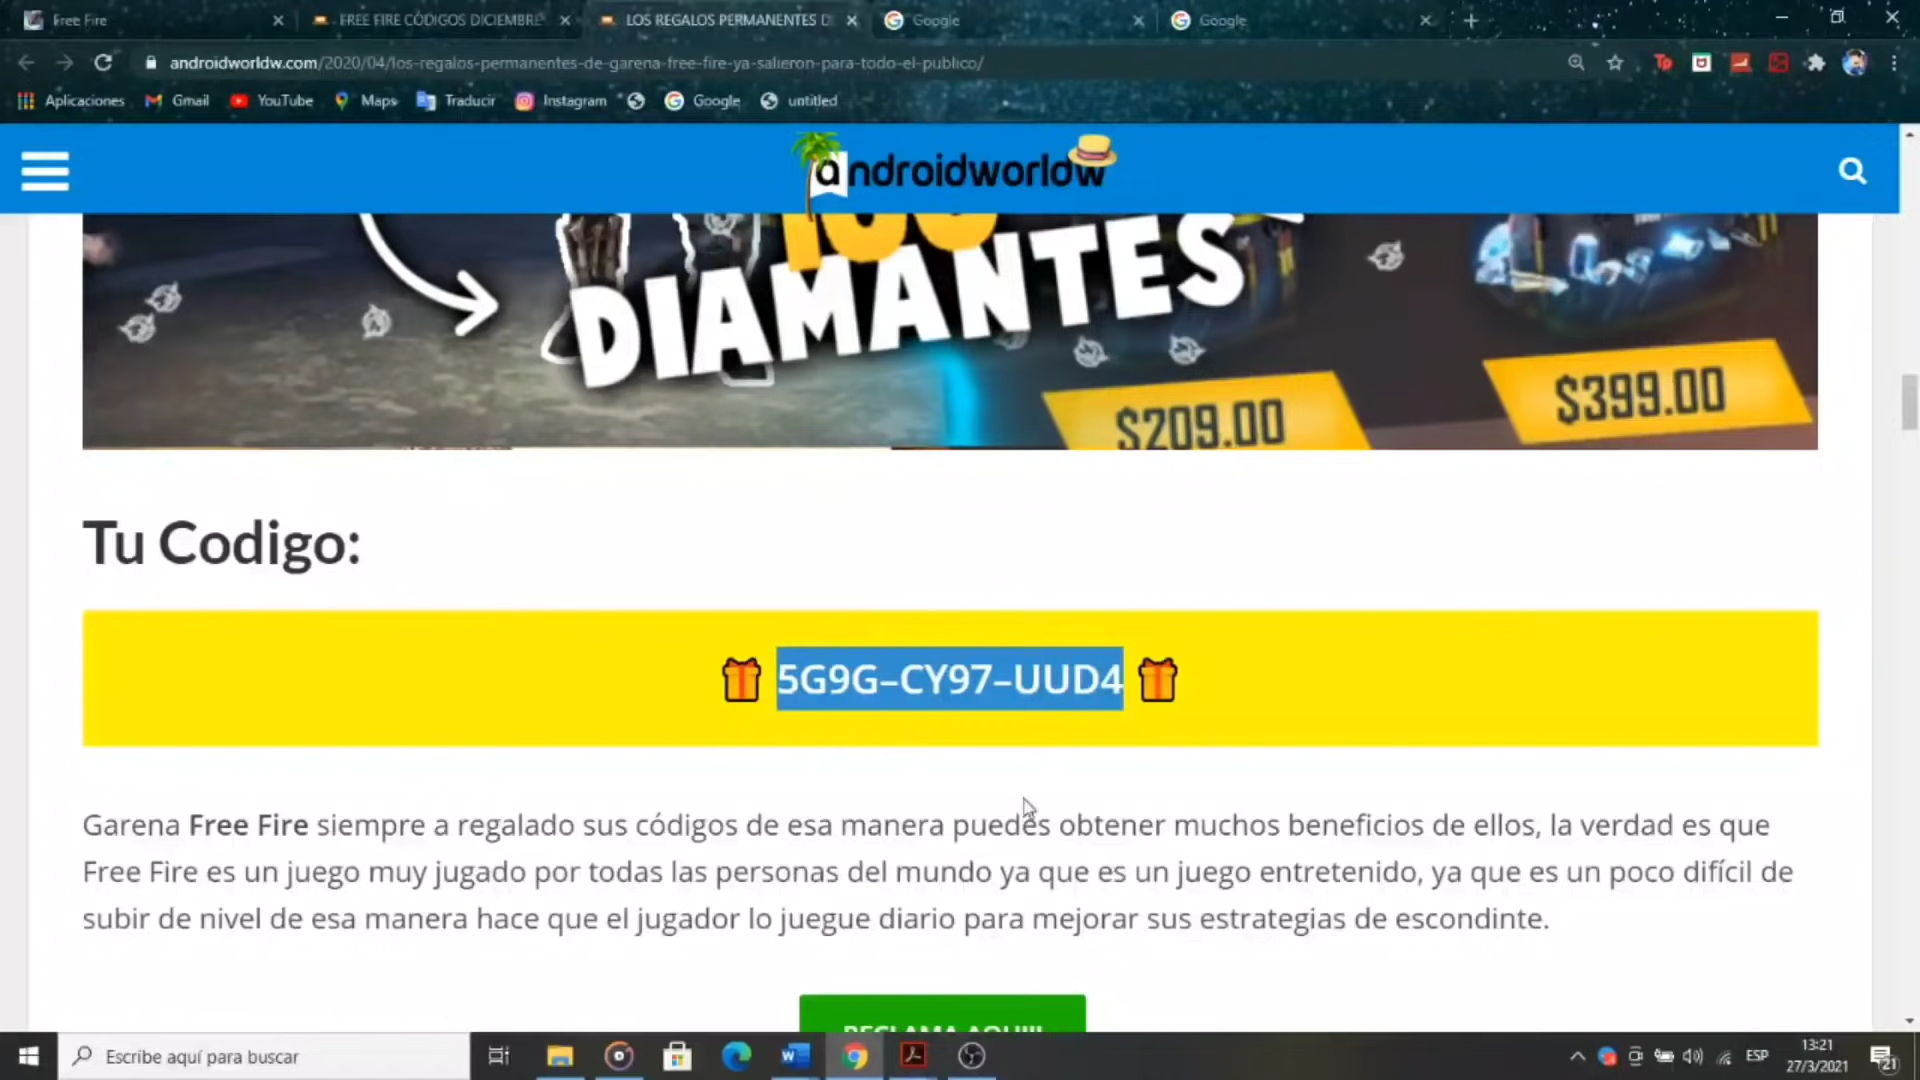 Free Fire
FREE FIRE CÓDIGOS DICIEMBRE
LOS REGALOS PERMANENTES D
Google
Google
androidworldw.com/2020/04/los-regalos-permanentes-de-garena-free-fire-ya-salieron-para-todo-el-publico/
Aplicaciones
Gmail
YouTube
Maps
Traducir
Instagram
Google
untitled
androidworldw
100
DIAMANTES
$209.00
$399.00
Tu Codigo:
5G9G–CY97–UUD4
Garena Free Fire siempre a regalado sus códigos de esa manera puedes obtener muchos beneficios de ellos, la verdad es que
Free Fire es un juego muy jugado por todas las personas del mundo ya que es un juego entretenido, ya que es un poco difícil de
subir de nivel de esa manera hace que el jugador lo juegue diario para mejorar sus estrategias de escondinte.
RECLAMA AQUI!!!
Escribe aquí para buscar
ESP
13:21
27/3/2021
21